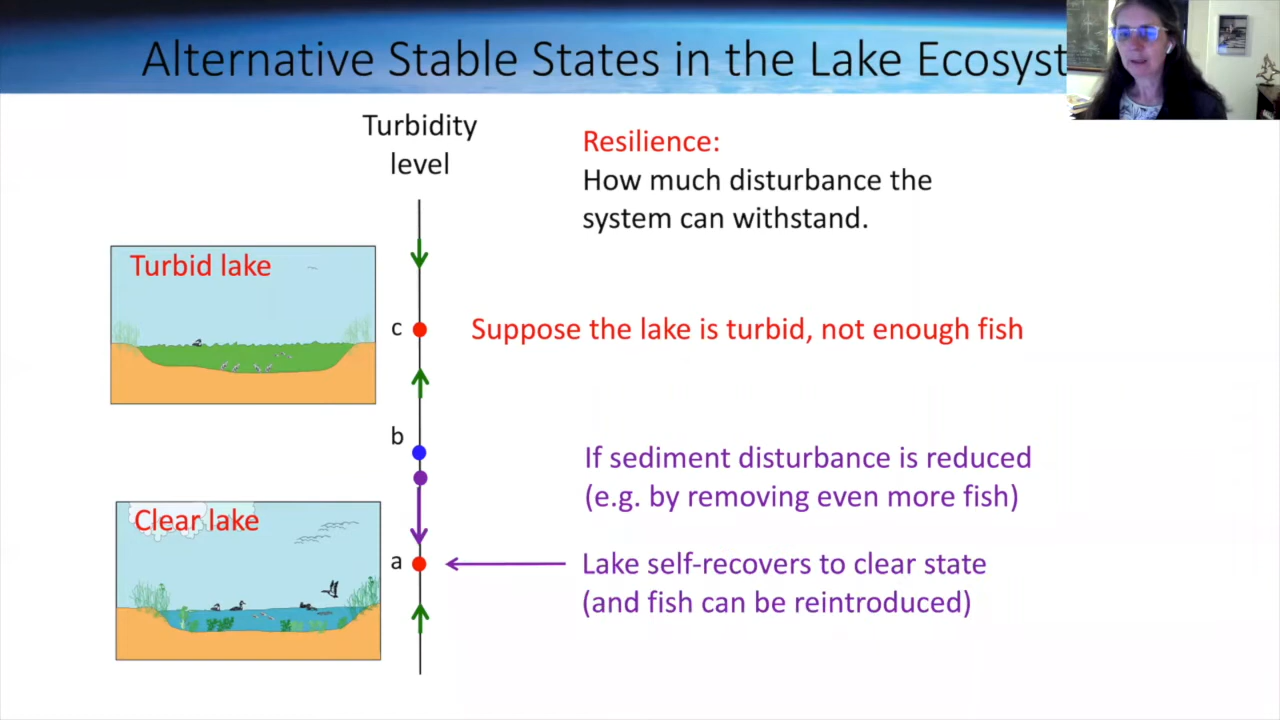 Alternative Stable States in the Lake Ecosyst
Turbidity
level
Resilience:
How much disturbance the
system can withstand.
Turbid lake
c
Suppose the lake is turbid, not enough fish
b
If sediment disturbance is reduced
(e.g. by removing even more fish)
Clear lake
a
Lake self-recovers to clear state
(and fish can be reintroduced)